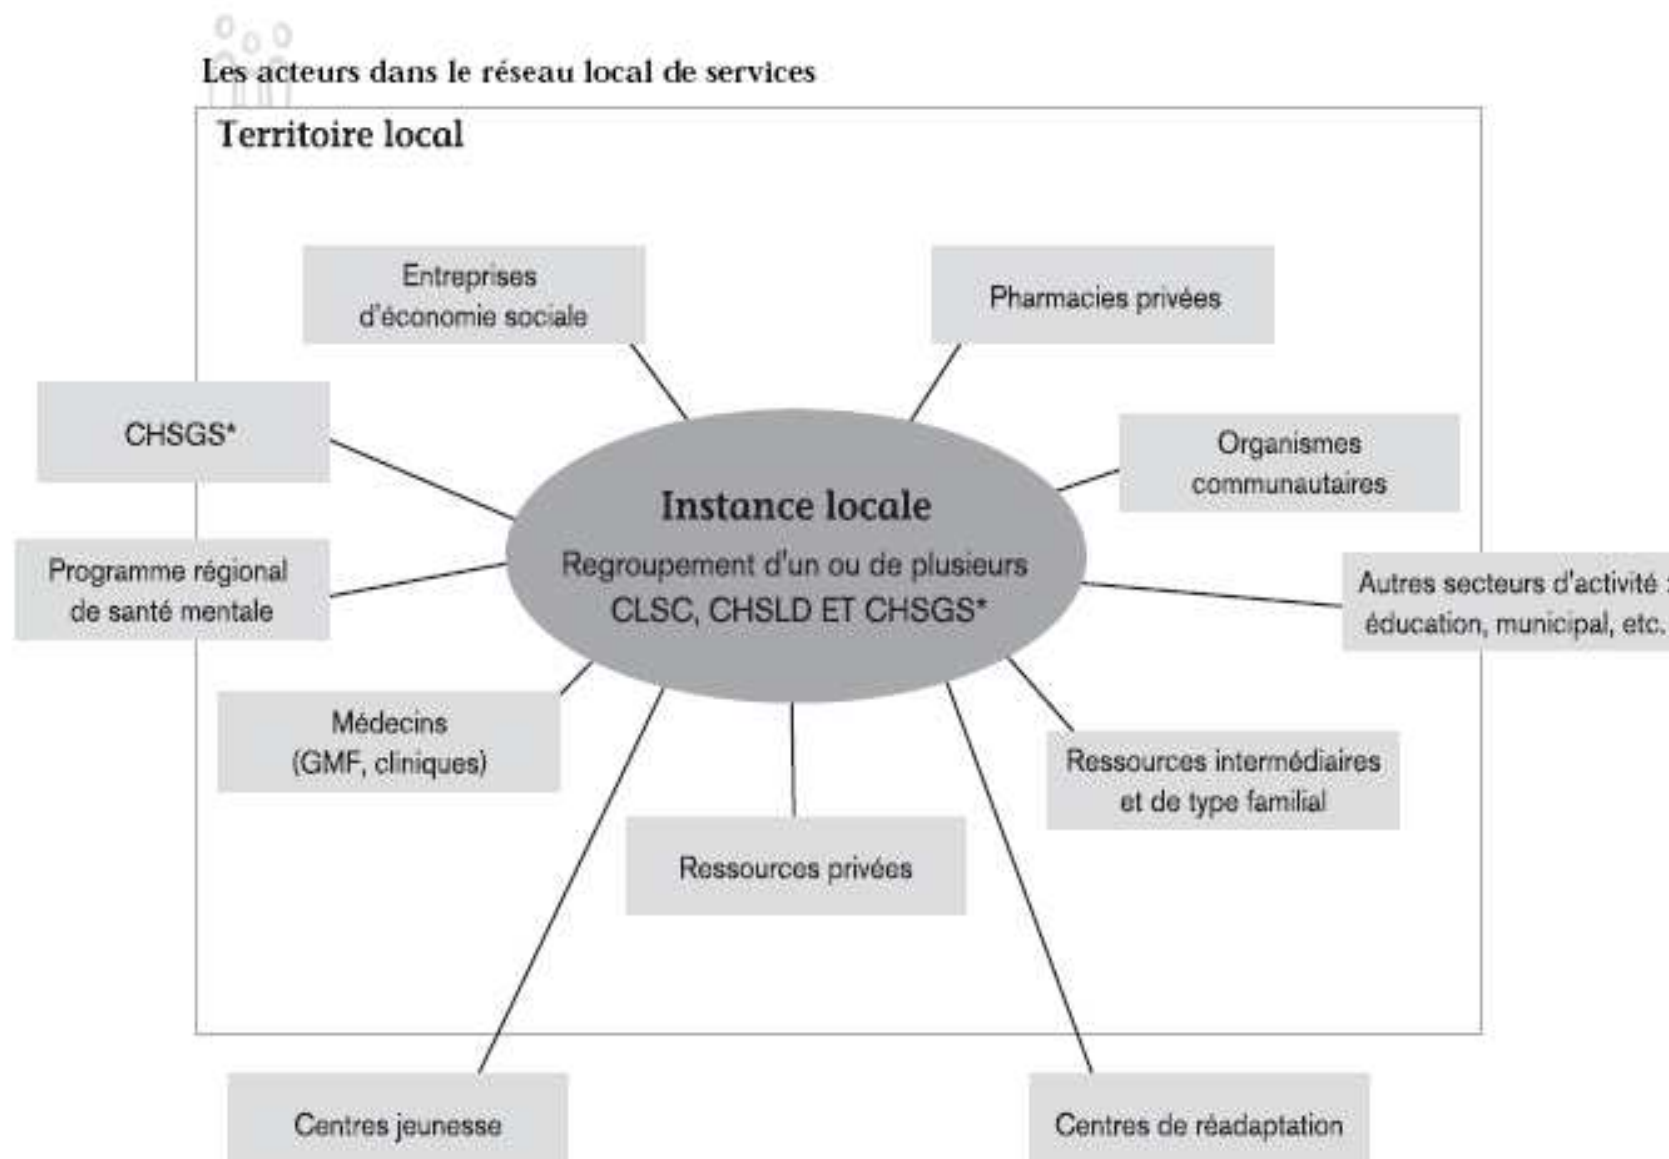 Les acteurs dans le réseau local de services
Territoire local
Entreprises
d'économie sociale
Pharmacies privées
CHSGS*
Organismes
communautaires
Instance locale
Regroupement d'un ou de plusieurs
CLSC, CHSLD ET CHSGS*
Programme régional
de santé mentale
Autres secteurs d'activité :
éducation, municipal, etc.
Médecins
(GMF, cliniques)
Ressources intermédiaires
et de type familial
Ressources privées
Centres jeunesse
Centres de réadaptation